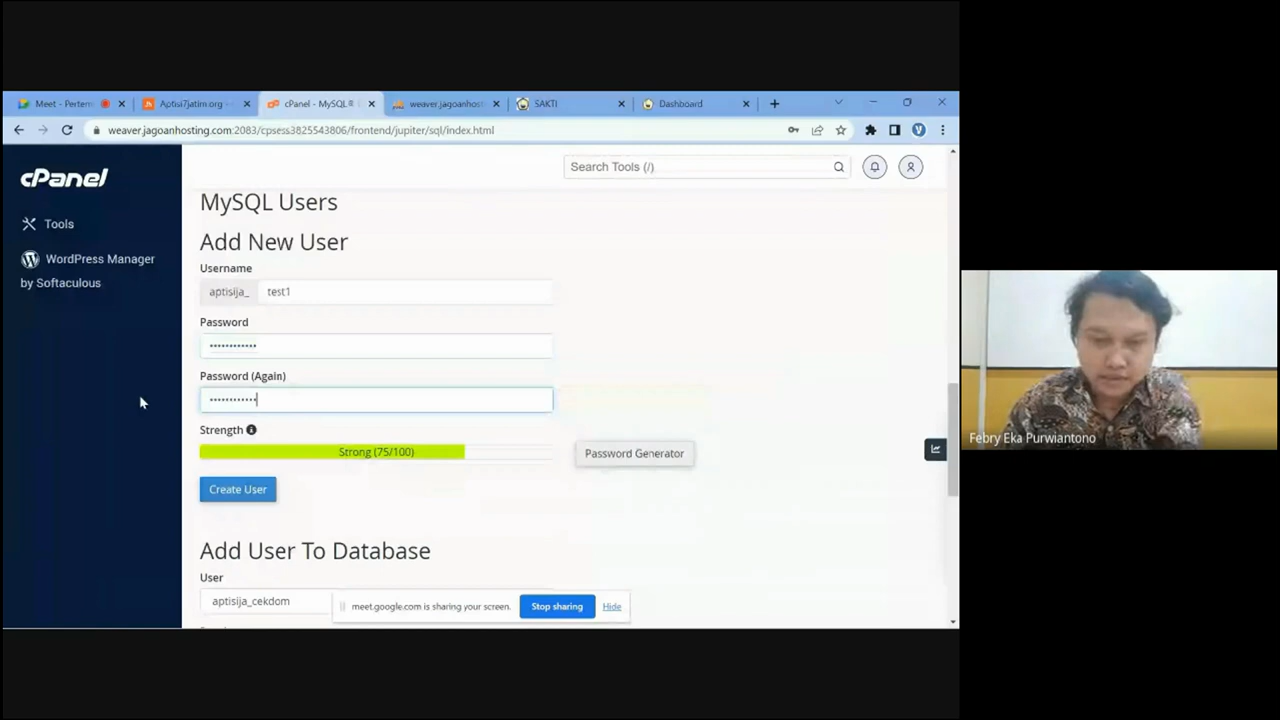 Meet - Pertem
Aptisi7jatim.org
cPanel - MySQL®
weaver.jagoanhosting
SAKTI
Dashboard
weaver.jagoanhosting.com:2083/cpsess3825543806/frontend/jupiter/sql/index.html
cPanel
Search Tools (/)
Tools
WordPress Manager
by Softaculous
MySQL Users
Add New User
Username
aptisija_ test1
Password
Password (Again)
Strength
Strong (75/100)
Password Generator
Create User
Add User To Database
User
aptisija_cekdom
meet.google.com is sharing your screen.
Stop sharing
Hide
Febry Eka Purwiantono